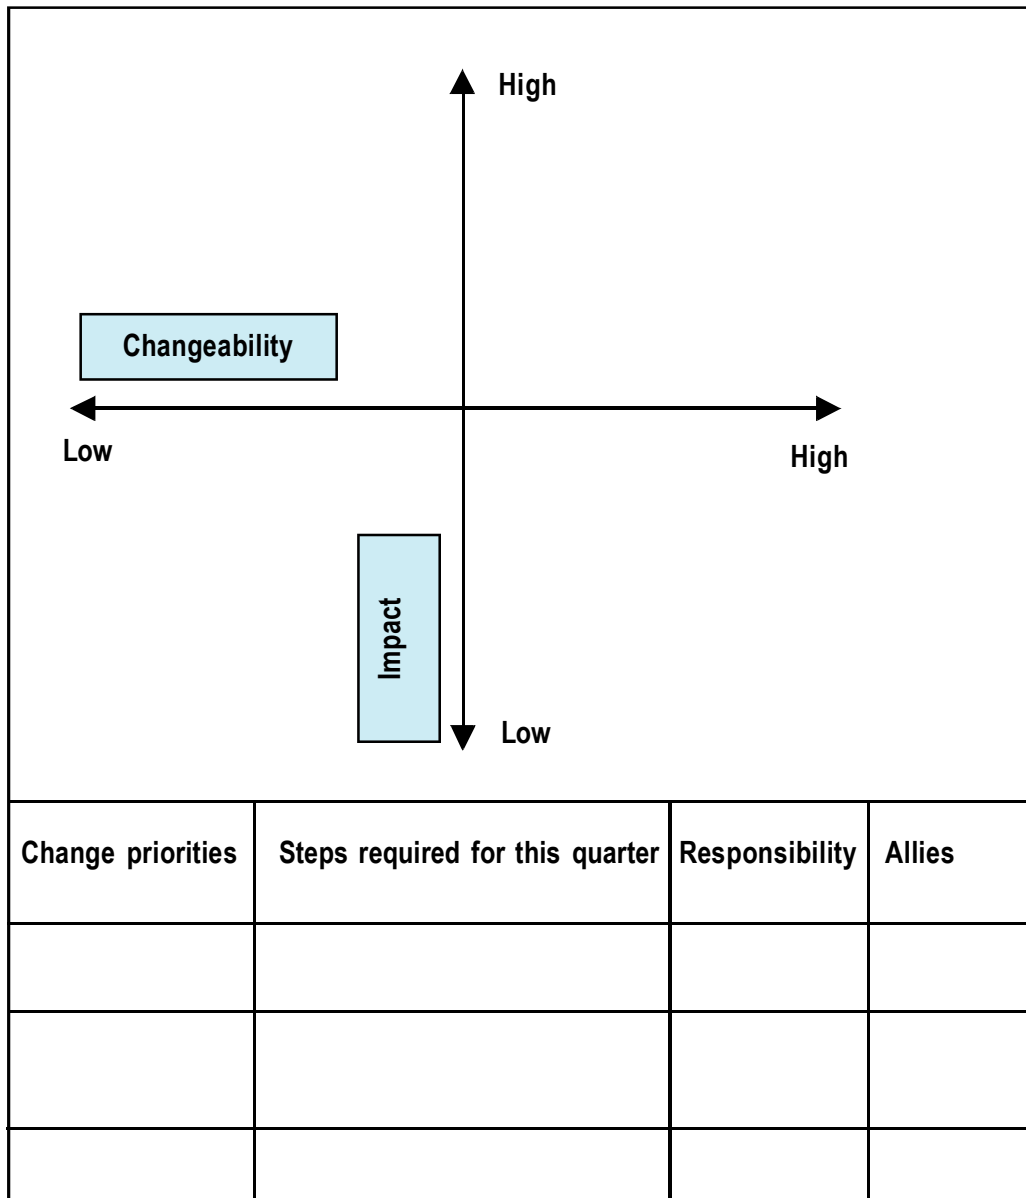 High
Changeability
Low
High
Impact
Low
Change priorities
Steps required for this quarter
Responsibility
Allies